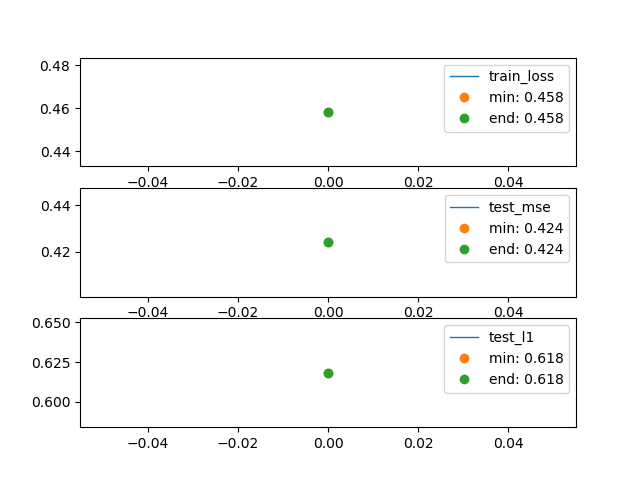 0.48
0.46
0.44
train_loss
min: 0.458
end: 0.458
−0.04 −0.02 0.00 0.02 0.04
0.44
0.42
test_mse
min: 0.424
end: 0.424
−0.04 −0.02 0.00 0.02 0.04
0.650
0.625
0.600
test_l1
min: 0.618
end: 0.618
−0.04 −0.02 0.00 0.02 0.04